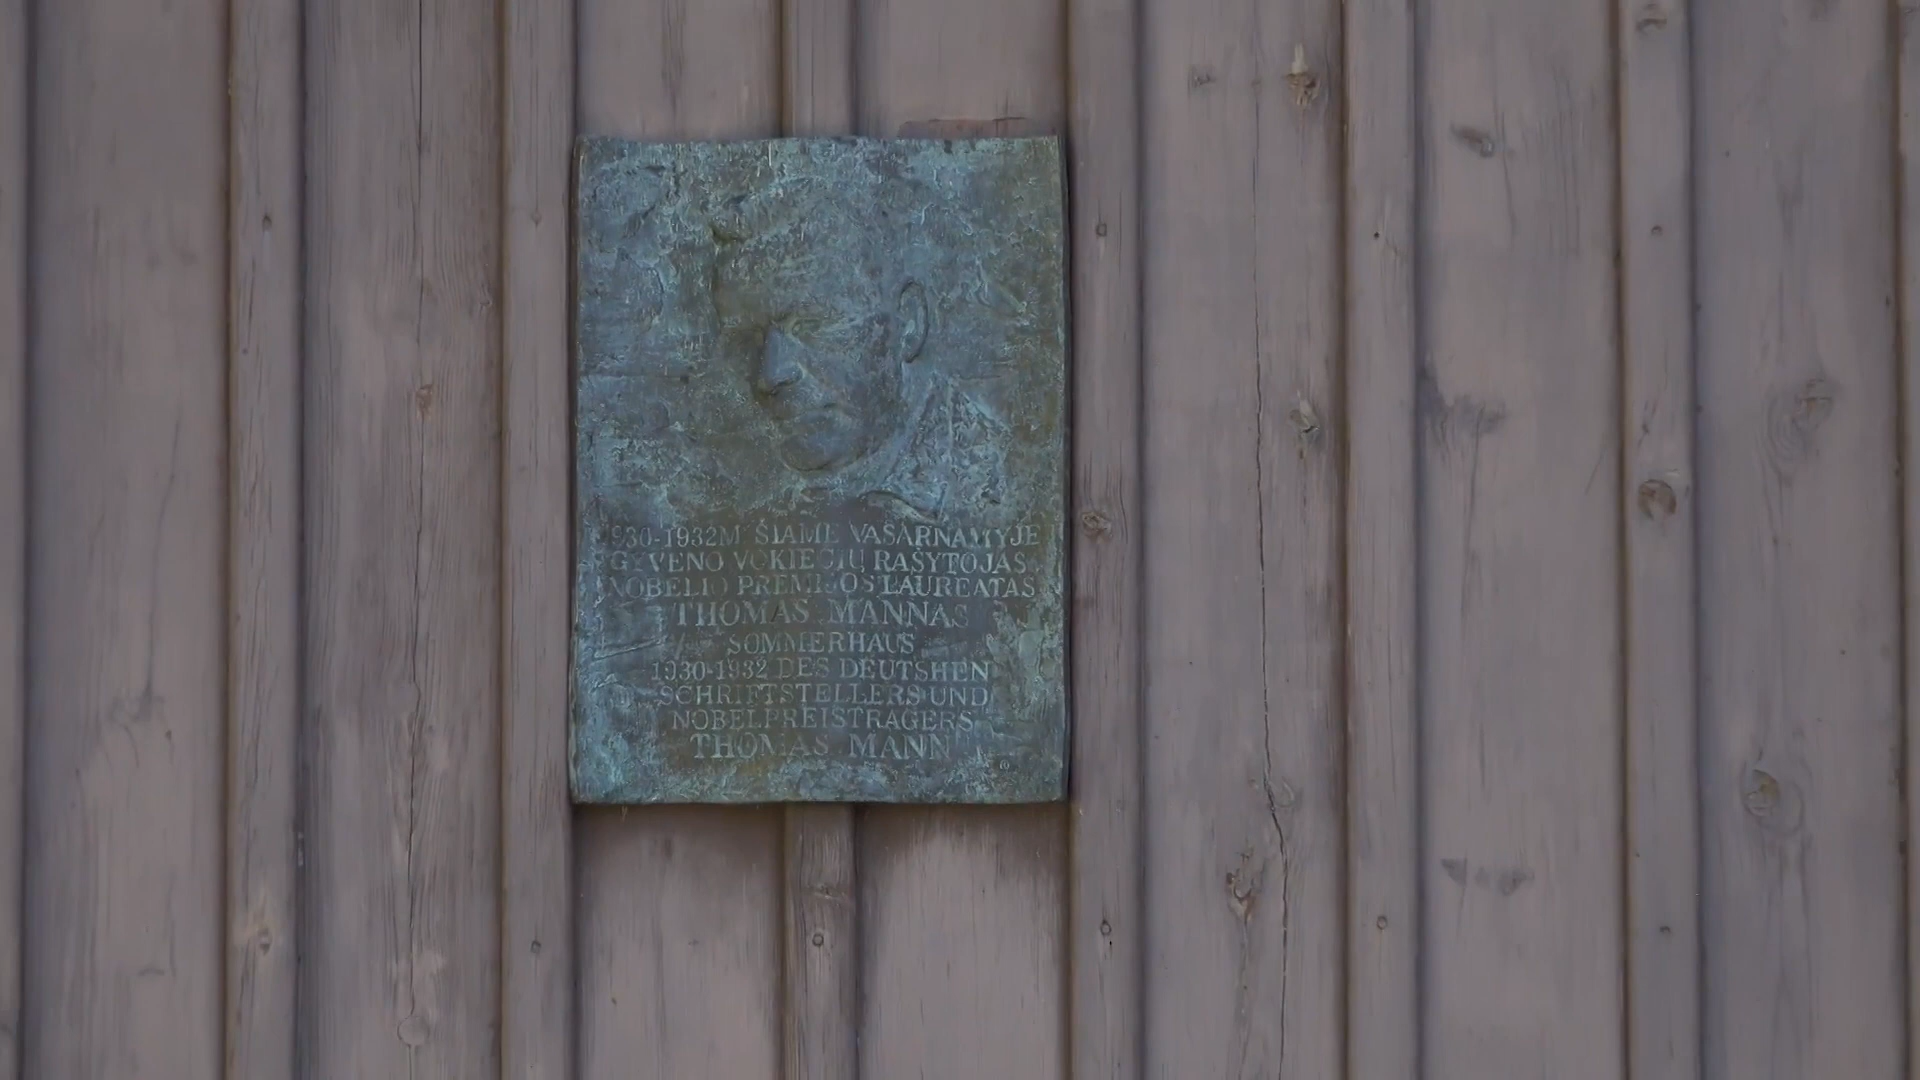 1930-1932M ŠIAME VASARNAMYJE
GYVENO VOKIEČIŲ RAŠYTOJAS
NOBELIO PREMIJOS LAUREATAS
THOMAS MANNAS
SOMMERHAUS
1930-1932 DES DEUTSHEN
SCHRIFTSTELLERS UND
NOBELPREISTRAGERS
THOMAS MANN